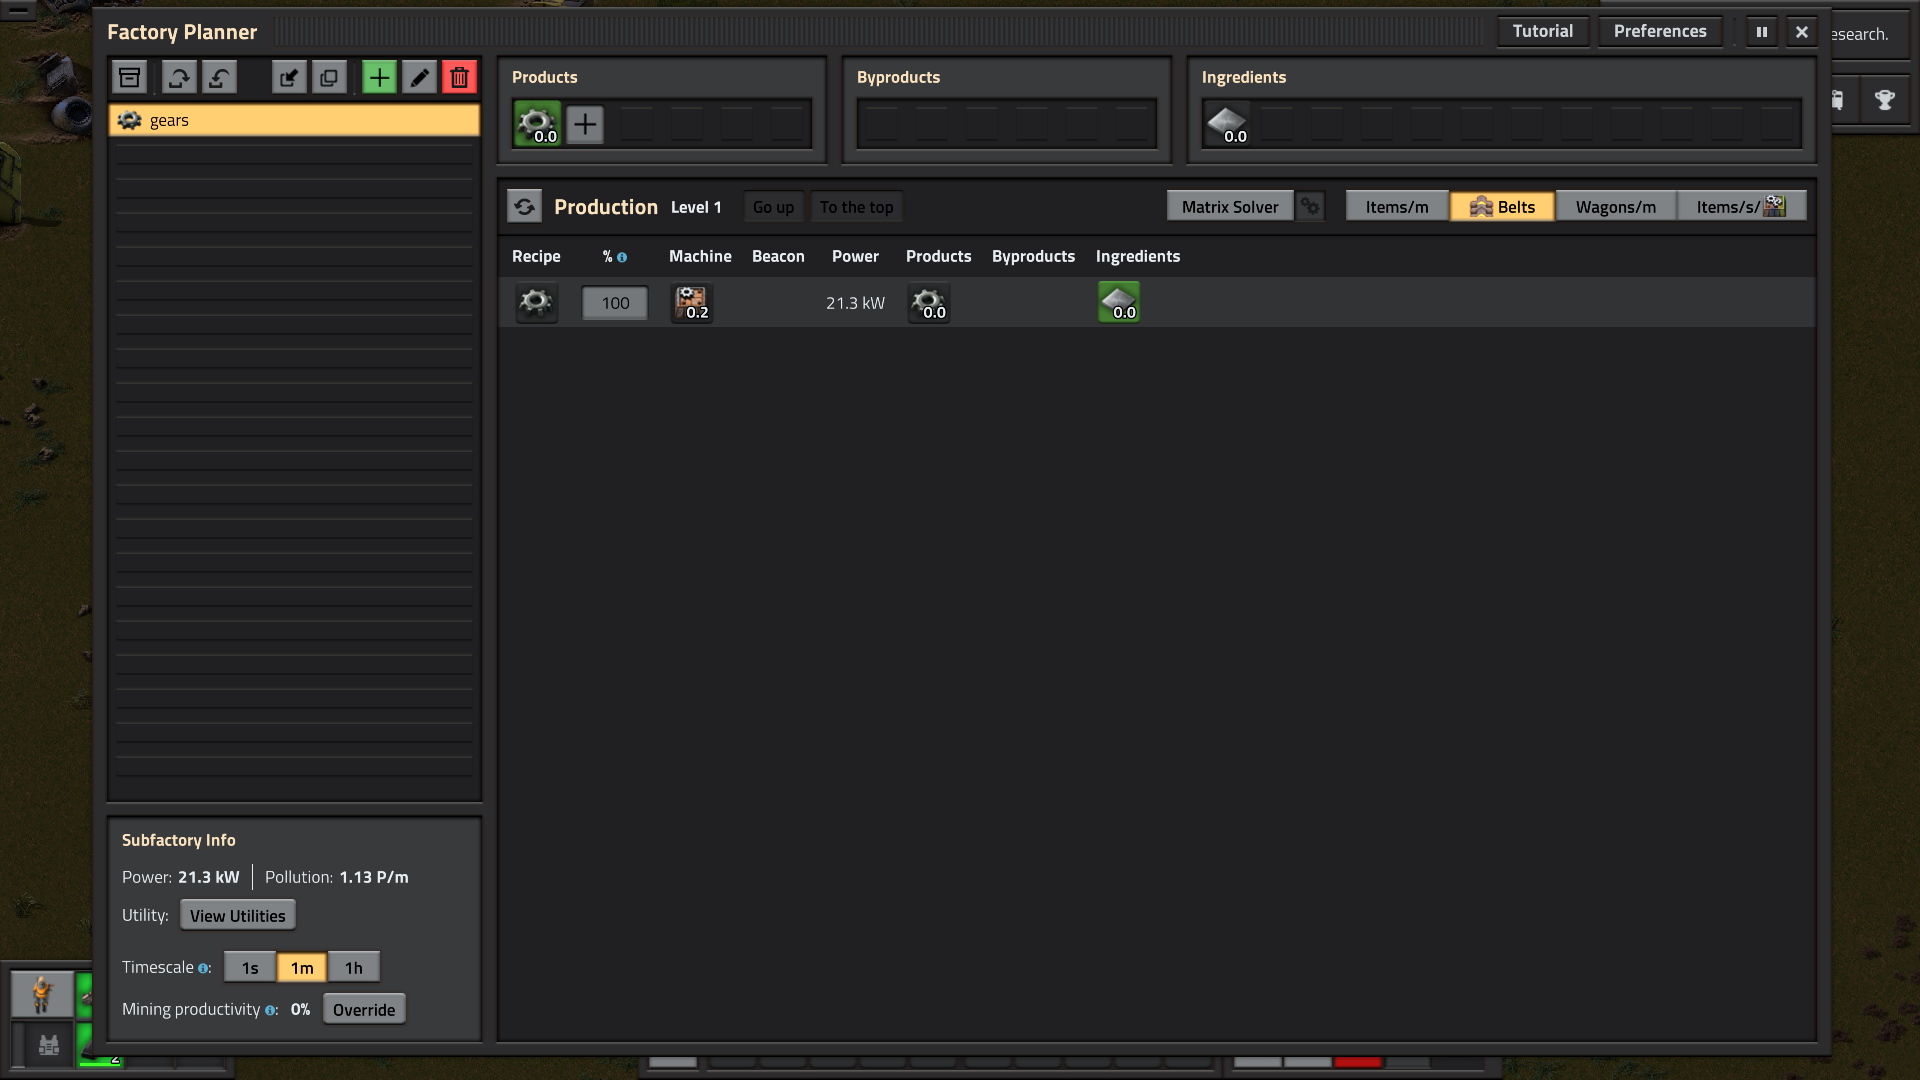 Factory Planner
Tutorial
Preferences
esearch.
gears
Products
0.0
Byproducts
Ingredients
0.0
Production
Level 1
Go up
To the top
Matrix Solver
Items/m
Belts
Wagons/m
Items/s/
Recipe
%
Machine
Beacon
Power
Products
Byproducts
Ingredients
100
0.2
21.3 kW
0.0
0.0
Subfactory Info
Power: 21.3 kW
Pollution: 1.13 P/m
Utility:
View Utilities
Timescale :
1s
1m
1h
Mining productivity :
0%
Override
2